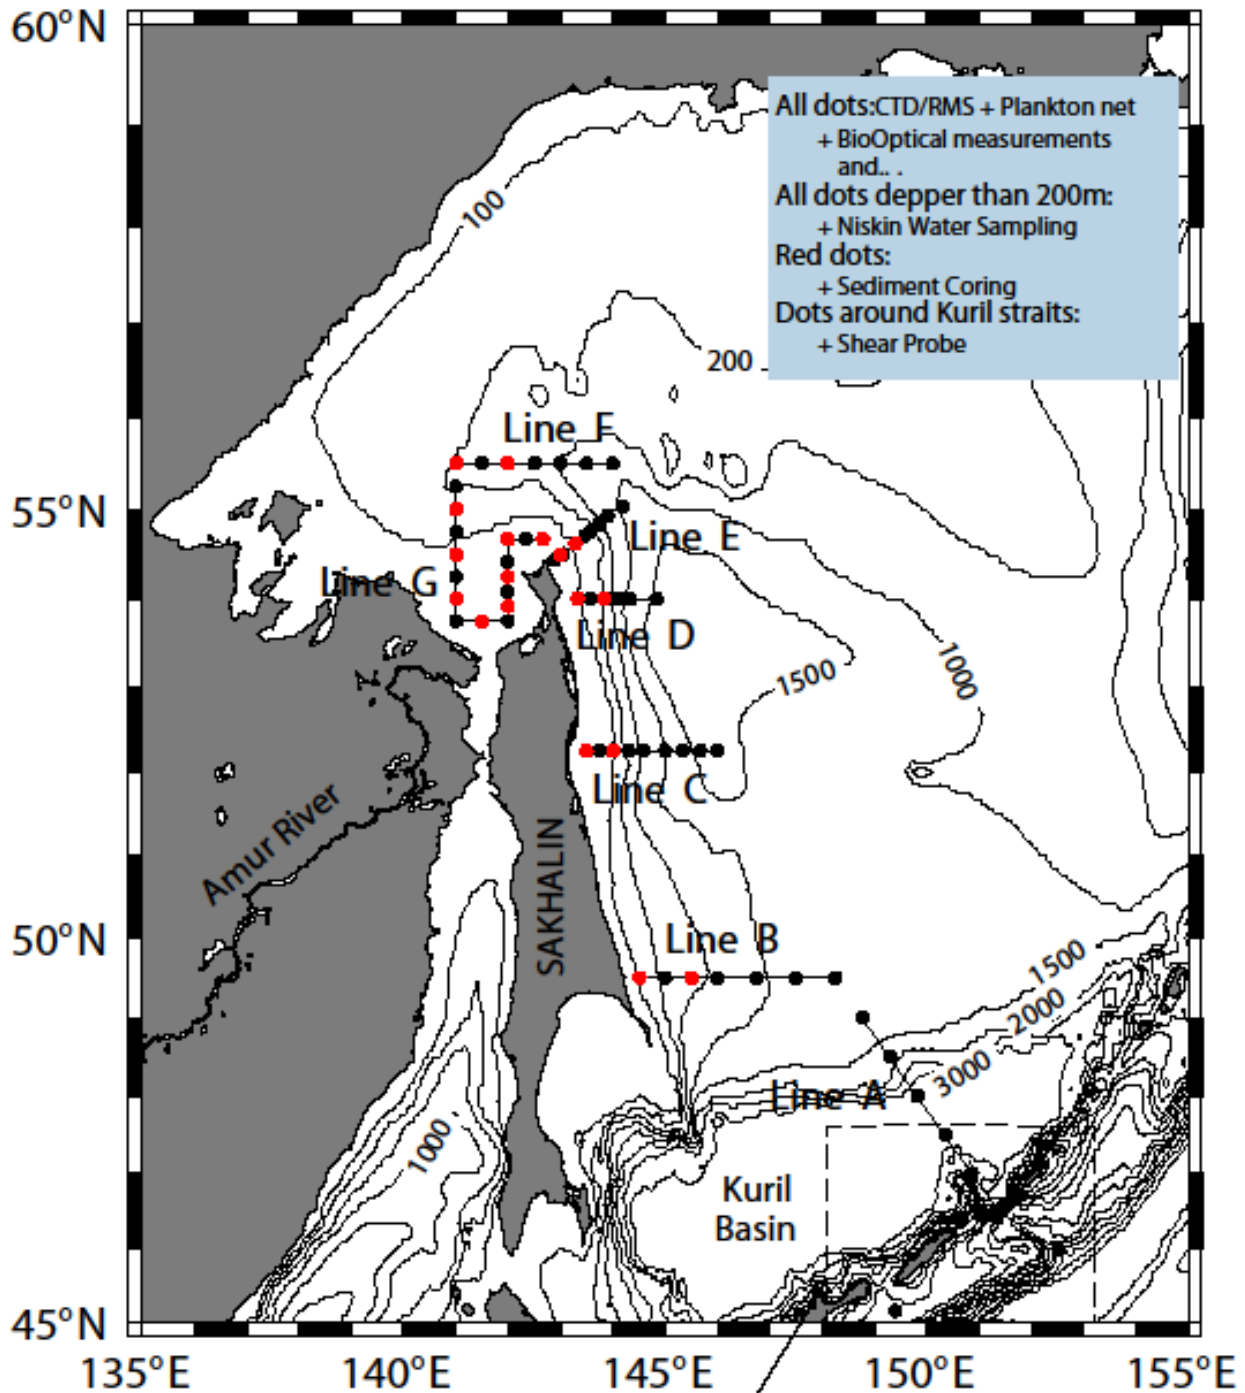 60°N
All dots:CTD/RMS + Plankton net
+ BioOptical measurements
and.. .
All dots depper than 200m:
+ Niskin Water Sampling
Red dots:
+ Sediment Coring
Dots around Kuril straits:
+ Shear Probe
100
200
Line F
55°N
Line E
Line G
Line D
1500
1000
Line C
Amur River
SAKHALIN
50°N
Line B
1500
2000
3000
Line A
1000
Kuril
Basin
45°N
135°E
140°E
145°E
150°E
155°E